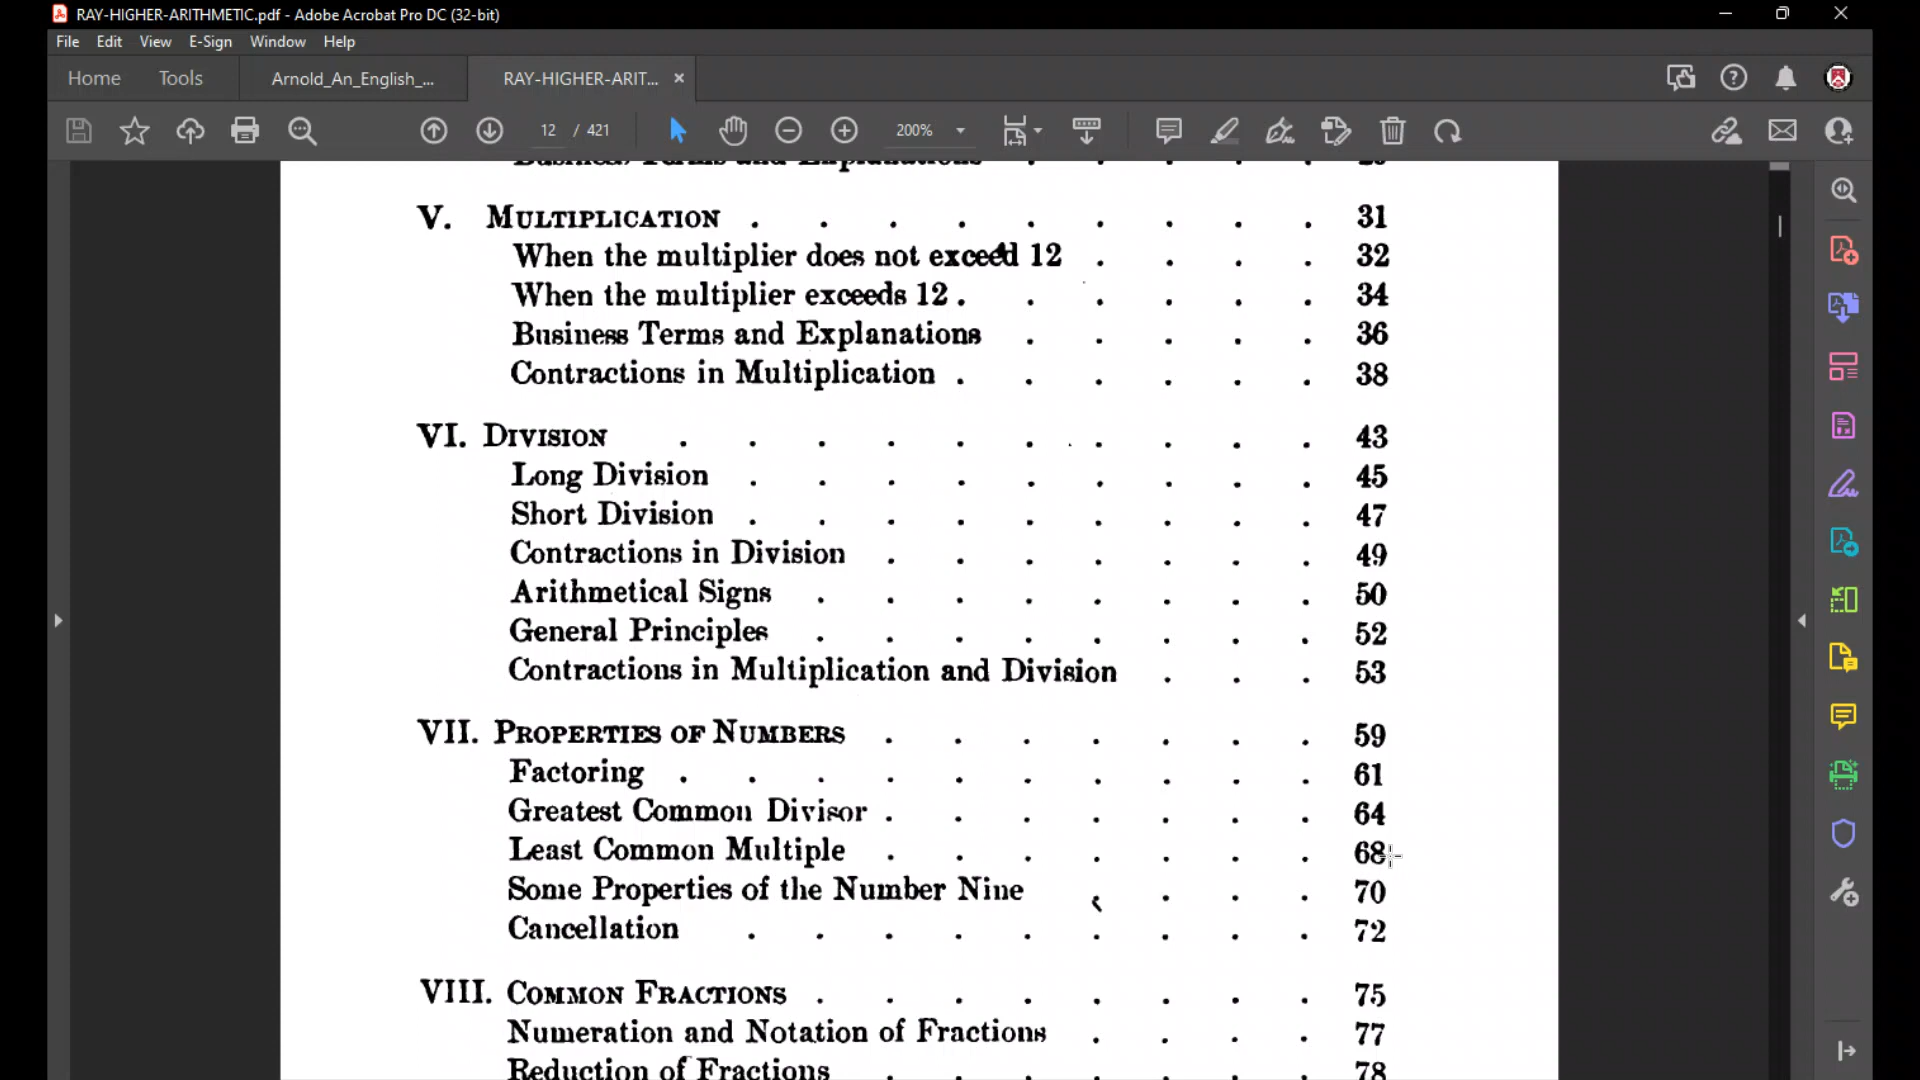 RAY-HIGHER-ARITHMETIC.pdf - Adobe Acrobat Pro DC (32-bit)
File Edit View E-Sign Window Help
Home Tools Arnold_An_English_... RAY-HIGHER-ARIT... ×
12 / 421 200%
Business Terms and Explanations . . . . . 29
V. MULTIPLICATION . . . . . . . . . 31
When the multiplier does not exceed 12 . . . . 32
When the multiplier exceeds 12 . . . . . . 34
Business Terms and Explanations . . . . . 36
Contractions in Multiplication . . . . . . 38
VI. DIVISION . . . . . . . . . . 43
Long Division . . . . . . . . . 45
Short Division . . . . . . . . . 47
Contractions in Division . . . . . . . 49
Arithmetical Signs . . . . . . . . 50
General Principles . . . . . . . . 52
Contractions in Multiplication and Division . . . 53
VII. PROPERTIES OF NUMBERS . . . . . . . 59
Factoring . . . . . . . . . . 61
Greatest Common Divisor . . . . . . . 64
Least Common Multiple . . . . . . . 68
Some Properties of the Number Nine . . . . 70
Cancellation . . . . . . . . . 72
VIII. COMMON FRACTIONS . . . . . . . . 75
Numeration and Notation of Fractions . . . . 77
Reduction of Fractions . . . . . . . 78